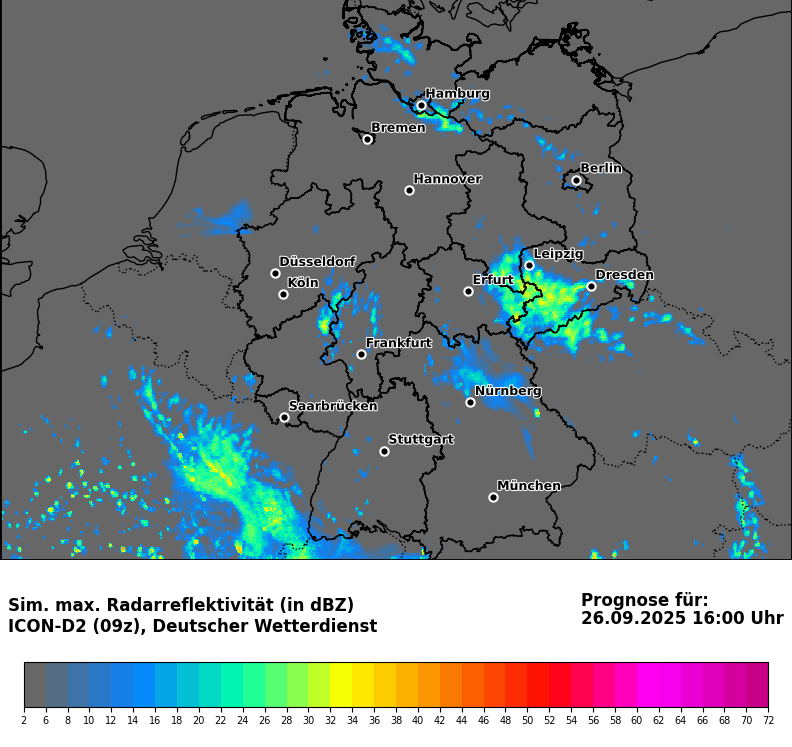 Hamburg
Bremen
Berlin
Hannover
Leipzig
Düsseldorf
Dresden
Erfurt
Köln
Frankfurt
Nürnberg
Saarbrücken
Stuttgart
München
Sim. max. Radarreflektivität (in dBZ)
ICON-D2 (09z), Deutscher Wetterdienst
Prognose für:
26.09.2025 16:00 Uhr
2 6 8 10 12 14 16 18 20 22 24 26 28 30 32 34 36 38 40 42 44 46 48 50 52 54 56 58 60 62 64 66 68 70 72